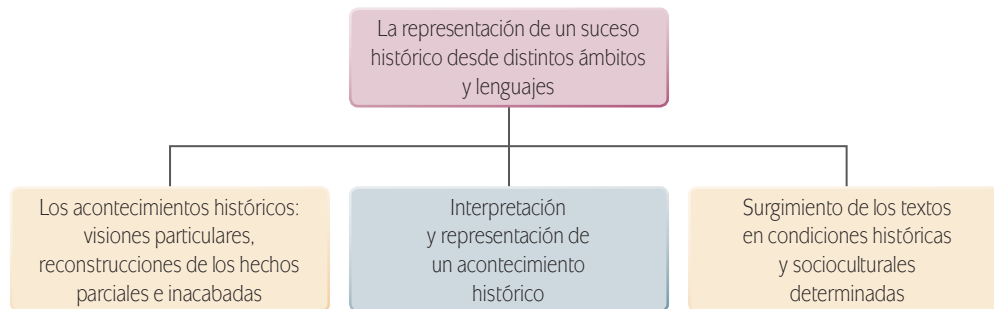 La representación de un suceso
histórico desde distintos ámbitos
y lenguajes
Los acontecimientos históricos:
visiones particulares,
reconstrucciones de los hechos
parciales e inacabadas
Interpretación
y representación de
un acontecimiento
histórico
Surgimiento de los textos
en condiciones históricas
y socioculturales
determinadas